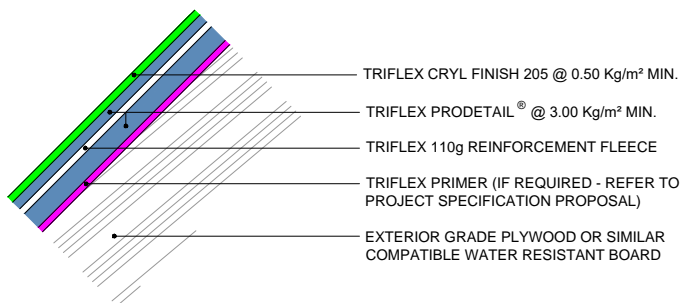 TRIFLEX CRYL FINISH 205 @ 0.50 Kg/m² MIN.
TRIFLEX PRODETAIL ® @ 3.00 Kg/m² MIN.
TRIFLEX 110g REINFORCEMENT FLEECE
TRIFLEX PRIMER (IF REQUIRED - REFER TO
PROJECT SPECIFICATION PROPOSAL)
EXTERIOR GRADE PLYWOOD OR SIMILAR
COMPATIBLE WATER RESISTANT BOARD